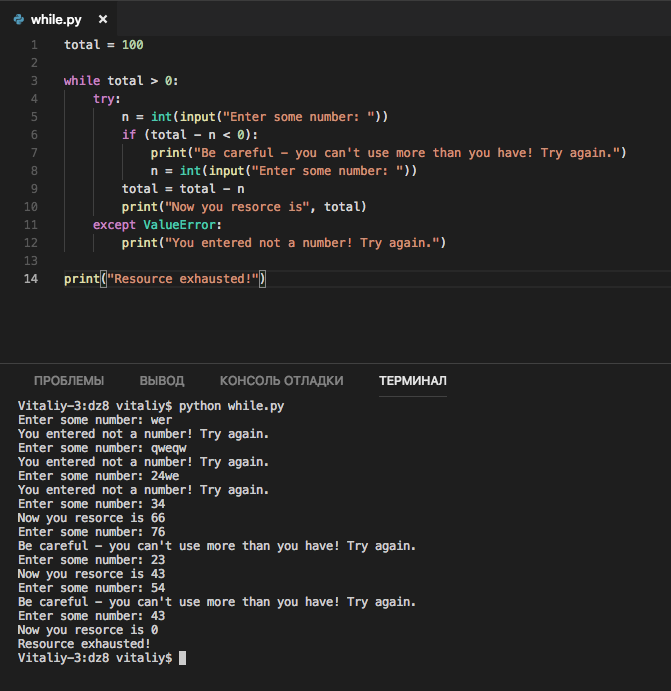 while.py ×
1 total = 100
2
3 while total > 0:
4 try:
5 n = int(input("Enter some number: "))
6 if (total - n < 0):
7 print("Be careful - you can't use more than you have! Try again.")
8 n = int(input("Enter some number: "))
9 total = total - n
10 print("Now you resorce is", total)
11 except ValueError:
12 print("You entered not a number! Try again.")
13
14 print("Resource exhausted!")
ПРОБЛЕМЫ ВЫВОД КОНСОЛЬ ОТЛАДКИ ТЕРМИНАЛ
Vitaliy-3:dz8 vitaliy$ python while.py
Enter some number: wer
You entered not a number! Try again.
Enter some number: qweqw
You entered not a number! Try again.
Enter some number: 24we
You entered not a number! Try again.
Enter some number: 34
Now you resorce is 66
Enter some number: 76
Be careful - you can't use more than you have! Try again.
Enter some number: 23
Now you resorce is 43
Enter some number: 54
Be careful - you can't use more than you have! Try again.
Enter some number: 43
Now you resorce is 0
Resource exhausted!
Vitaliy-3:dz8 vitaliy$